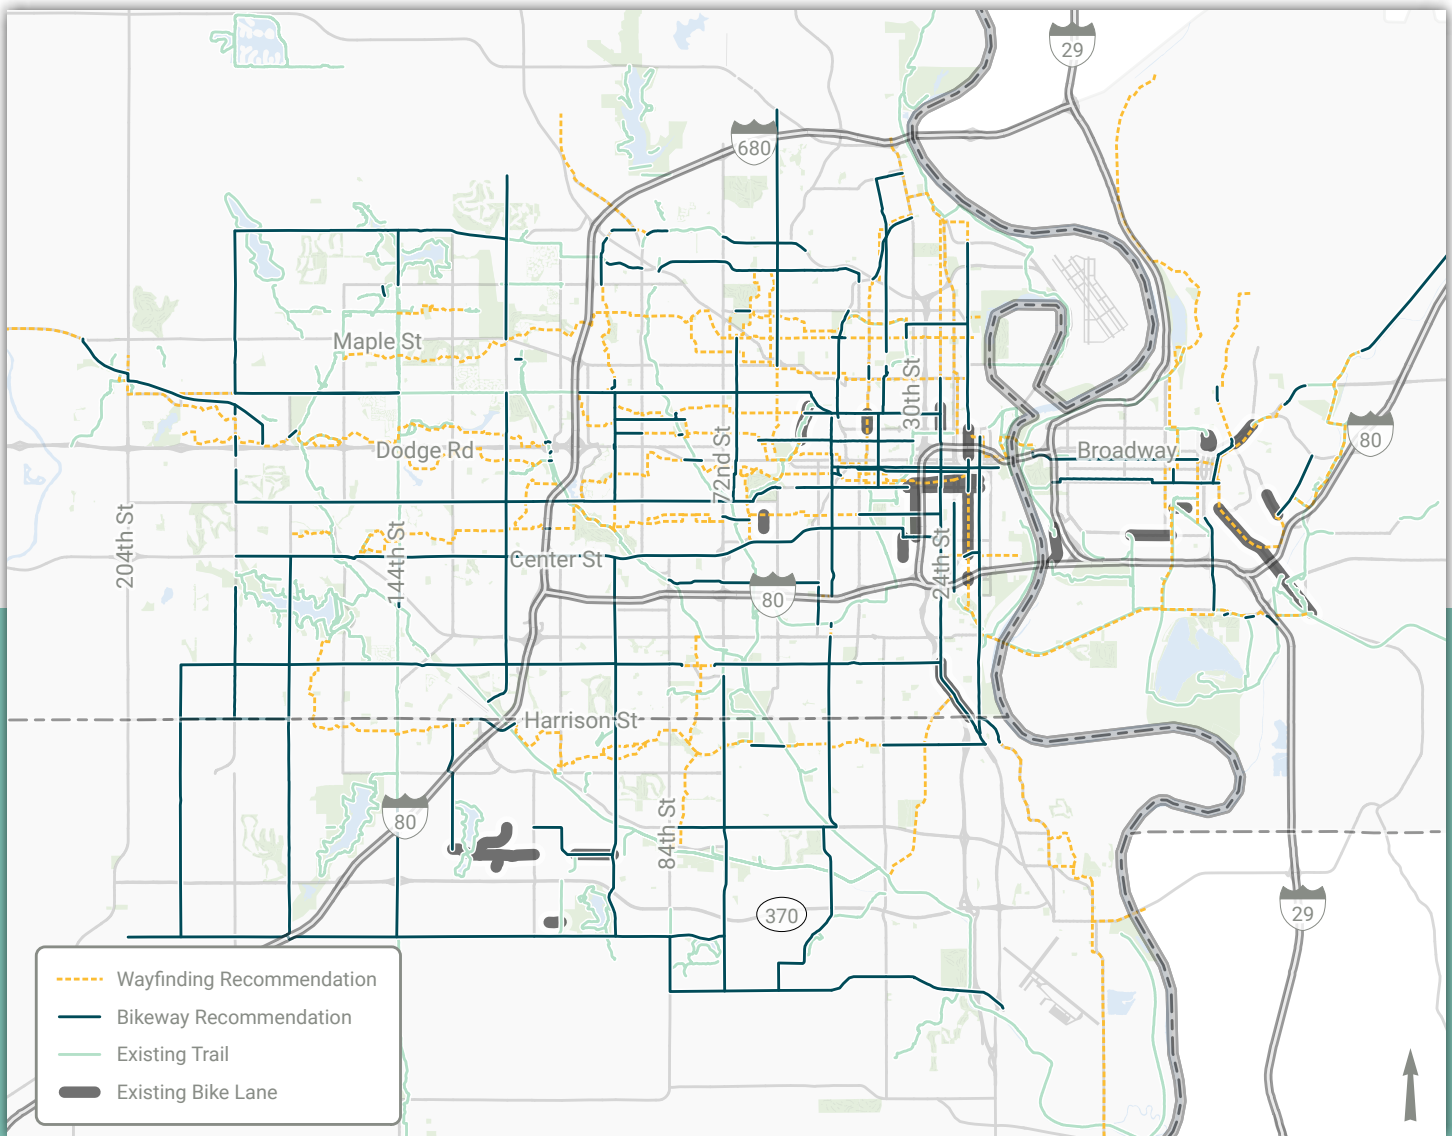 29
680
Maple St
30th St
Dodge Rd
72nd St
Broadway
80
204th St
144th St
Center St
24th St
80
Harrison St
80
84th St
370
29
Wayfinding Recommendation
Bikeway Recommendation
Existing Trail
Existing Bike Lane